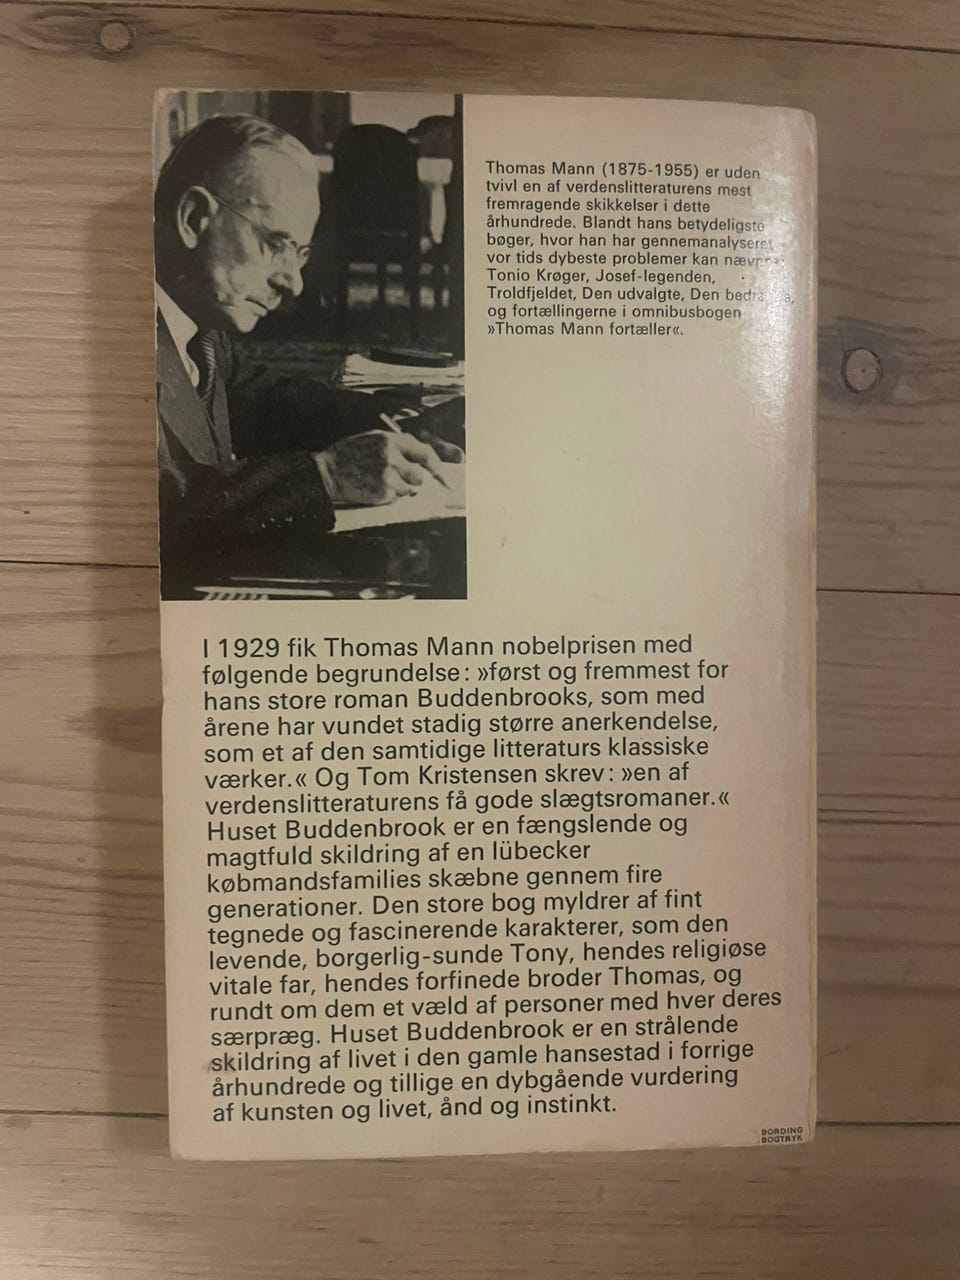 Thomas Mann (1875-1955) er uden
tvivl en af verdenslitteraturens mest
fremragende skikkelser i dette
århundrede. Blandt hans betydeligste
bøger, hvor han har gennemanalyseret
vor tids dybeste problemer kan
Tonio Krøger, Josef-legenden,
Troldfjeldet, Den udvalgte, Den
og fortællingerne i omnibusbogen
»Thomas Mann fortæller«.
I 1929 fik Thomas Mann nobelprisen med
følgende begrundelse: »først og fremmest for
hans store roman Buddenbrooks, som med
årene har vundet stadig større anerkendelse,
som et af den samtidige litteraturs klassiske
værker.« Og Tom Kristensen skrev: »en af
verdenslitteraturens få gode slægtsromaner.«
Huset Buddenbrook er en fængslende og
magtfuld skildring af en lübecker
købmandsfamilies skæbne gennem fire
generationer. Den store bog myldrer af fint
tegnede og fascinerende karakterer, som den
levende, borgerlig-sunde Tony, hendes religiøse
vitale far, hendes forfinede broder Thomas, og
rundt om dem et væld af personer med hver deres
særpræg. Huset Buddenbrook er en strålende
skildring af livet i den gamle hansestad i forrige
århundrede og tillige en dybgående vurdering
af kunsten og livet, ånd og instinkt.
BORDING
BOGTRYK